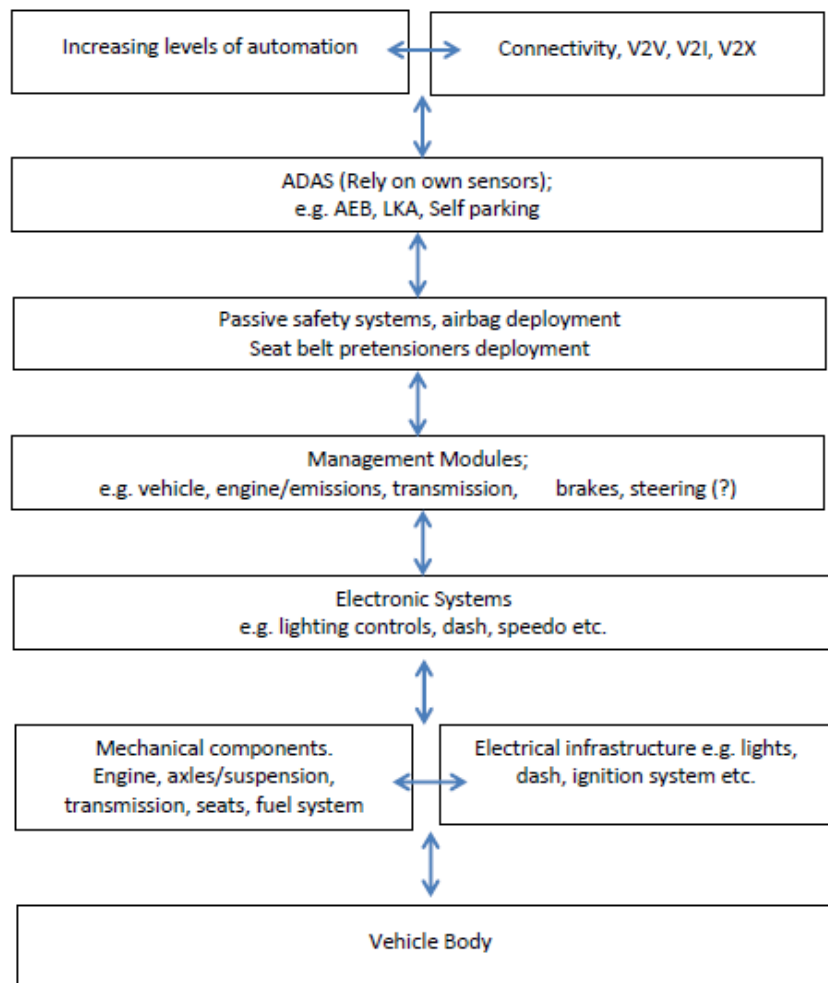 Increasing levels of automation
Connectivity, V2V, V2I, V2X
ADAS (Rely on own sensors);
e.g. AEB, LKA, Self parking
Passive safety systems, airbag deployment
Seat belt pretensioners deployment
Management Modules;
e.g. vehicle, engine/emissions, transmission, brakes, steering (?)
Electronic Systems
e.g. lighting controls, dash, speedo etc.
Mechanical components.
Engine, axles/suspension,
transmission, seats, fuel system
Electrical infrastructure e.g. lights,
dash, ignition system etc.
Vehicle Body